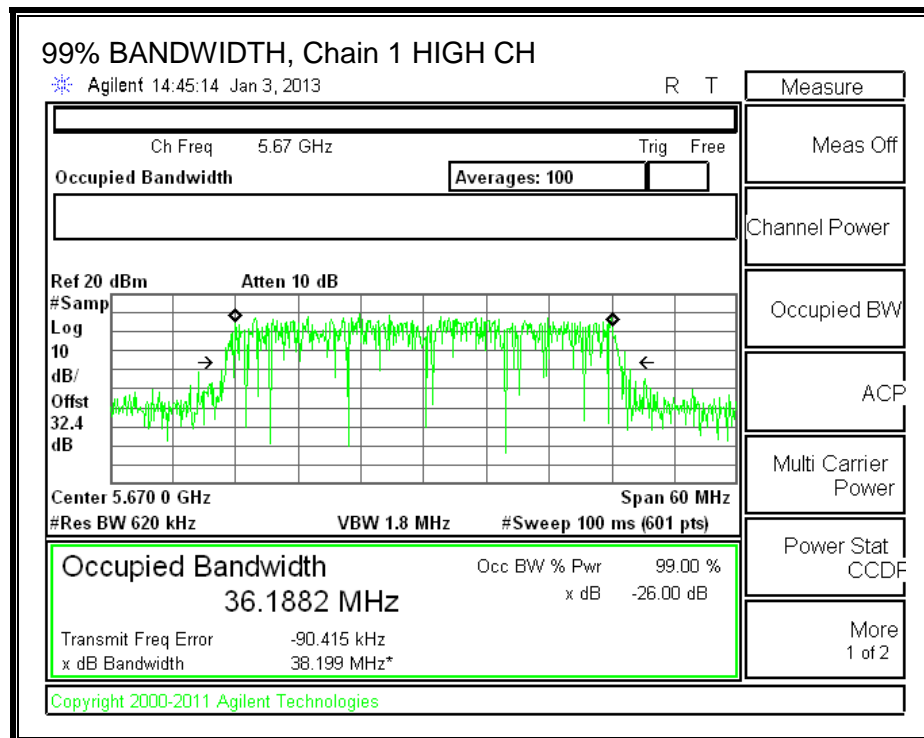 99% BANDWIDTH, Chain 1 HIGH CH
Agilent 14:45:14 Jan 3, 2013 R T
Measure
Ch Freq 5.67 GHz Trig Free
Occupied Bandwidth Averages: 100
Meas Off
Channel Power
Occupied BW
ACP
Multi Carrier
Power
Power Stat
CCDF
More
1 of 2
Ref 20 dBm Atten 10 dB
#Samp
Log
10
dB/
Offst
32.4
dB
Center 5.670 0 GHz Span 60 MHz
#Res BW 620 kHz VBW 1.8 MHz #Sweep 100 ms (601 pts)
Occupied Bandwidth Occ BW % Pwr 99.00 %
36.1882 MHz x dB -26.00 dB
Transmit Freq Error -90.415 kHz
x dB Bandwidth 38.199 MHz*
Copyright 2000-2011 Agilent Technologies